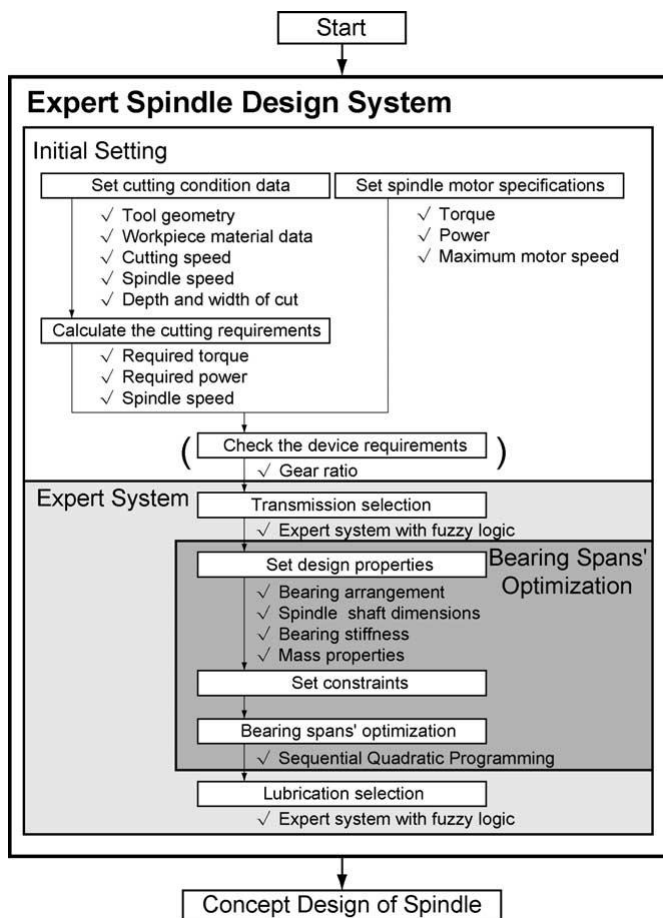 Start
Expert Spindle Design System
Initial Setting
Set cutting condition data
√ Tool geometry
√ Workpiece material data
√ Cutting speed
√ Spindle speed
√ Depth and width of cut
Set spindle motor specifications
√ Torque
√ Power
√ Maximum motor speed
Calculate the cutting requirements
√ Required torque
√ Required power
√ Spindle speed
( Check the device requirements )
√ Gear ratio
Expert System
Transmission selection
√ Expert system with fuzzy logic
Bearing Spans'
Optimization
Set design properties
√ Bearing arrangement
√ Spindle shaft dimensions
√ Bearing stiffness
√ Mass properties
Set constraints
Bearing spans' optimization
√ Sequential Quadratic Programming
Lubrication selection
√ Expert system with fuzzy logic
Concept Design of Spindle